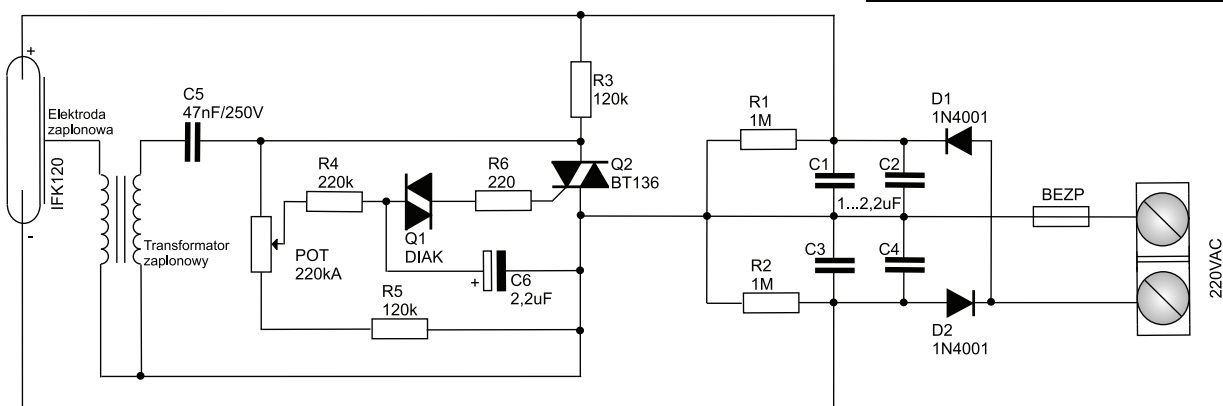 +
Elektroda
zaplonowa
IFK120
-
C5
47nF/250V
Transformator
zaplonowy
R4
220k
POT
220kA
Q1
DIAK
R6
220
+
C6
2,2uF
R5
120k
R3
120k
Q2
BT136
R1
1M
R2
1M
C1
C2
1...2,2uF
C3
C4
D1
1N4001
D2
1N4001
BEZP
220VAC